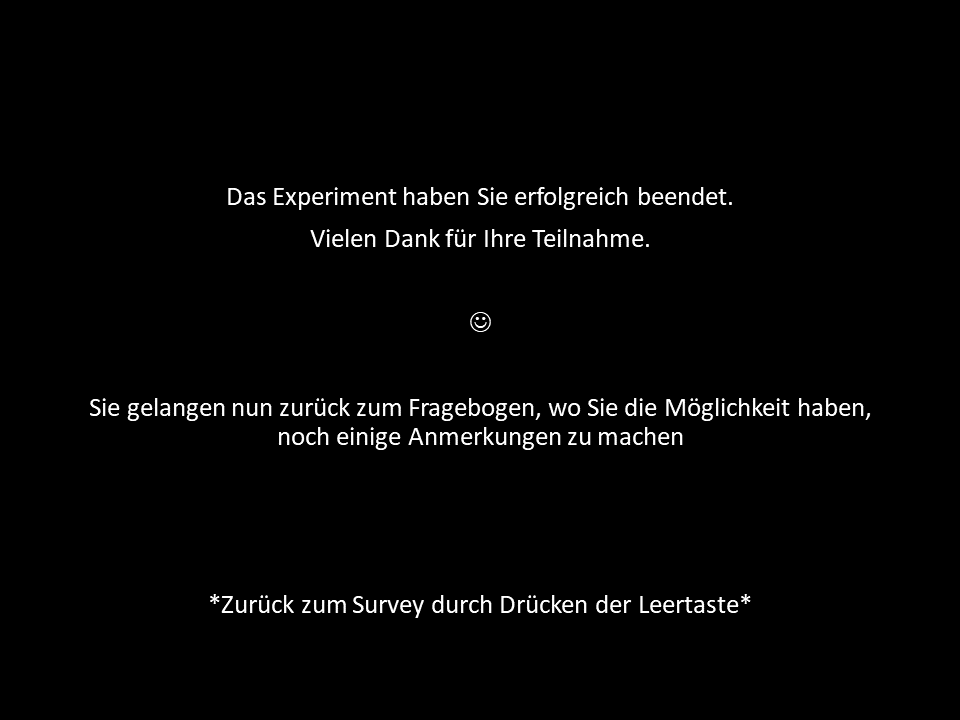 Das Experiment haben Sie erfolgreich beendet.
Vielen Dank für Ihre Teilnahme.
☺
Sie gelangen nun zurück zum Fragebogen, wo Sie die Möglichkeit haben,
noch einige Anmerkungen zu machen
*Zurück zum Survey durch Drücken der Leertaste*